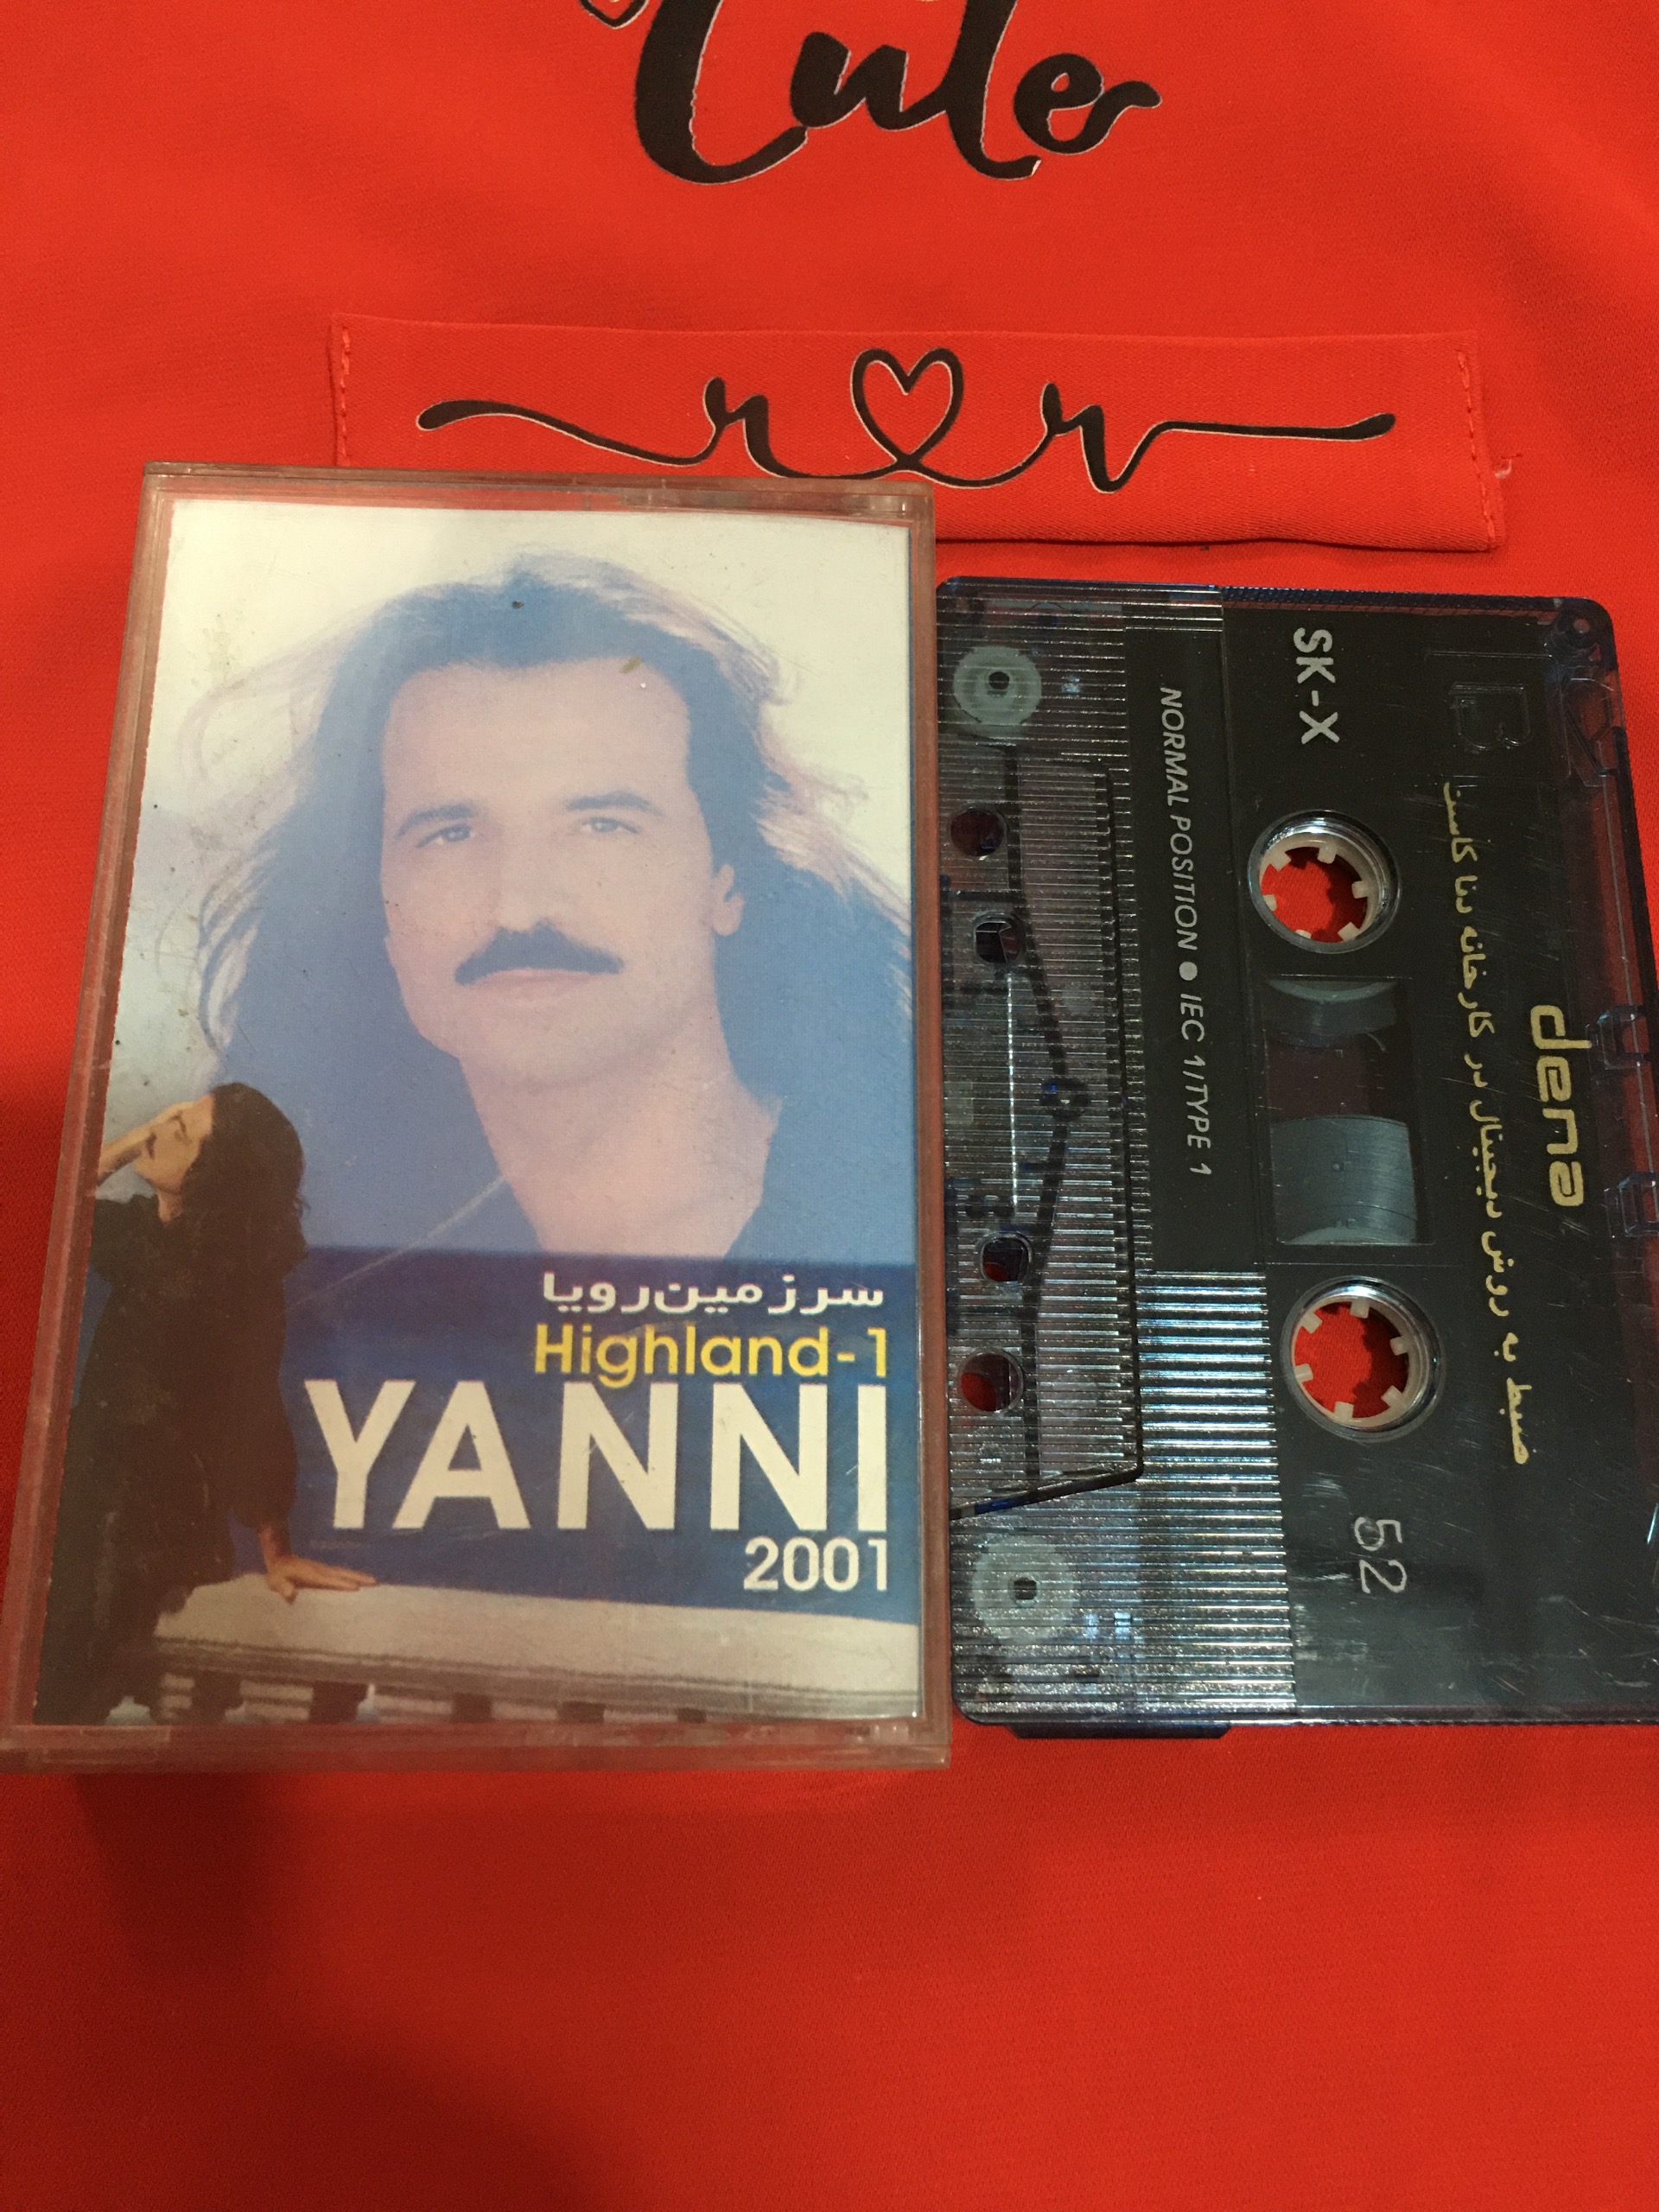 Cute
r r
سرزمین رویا
Highland-1
YANNI
2001
SK-X
NORMAL POSITION ● IEC 1/TYPE 1
B
dena
ضبط به روش دیجیتال در کارخانه دنا کاست
52